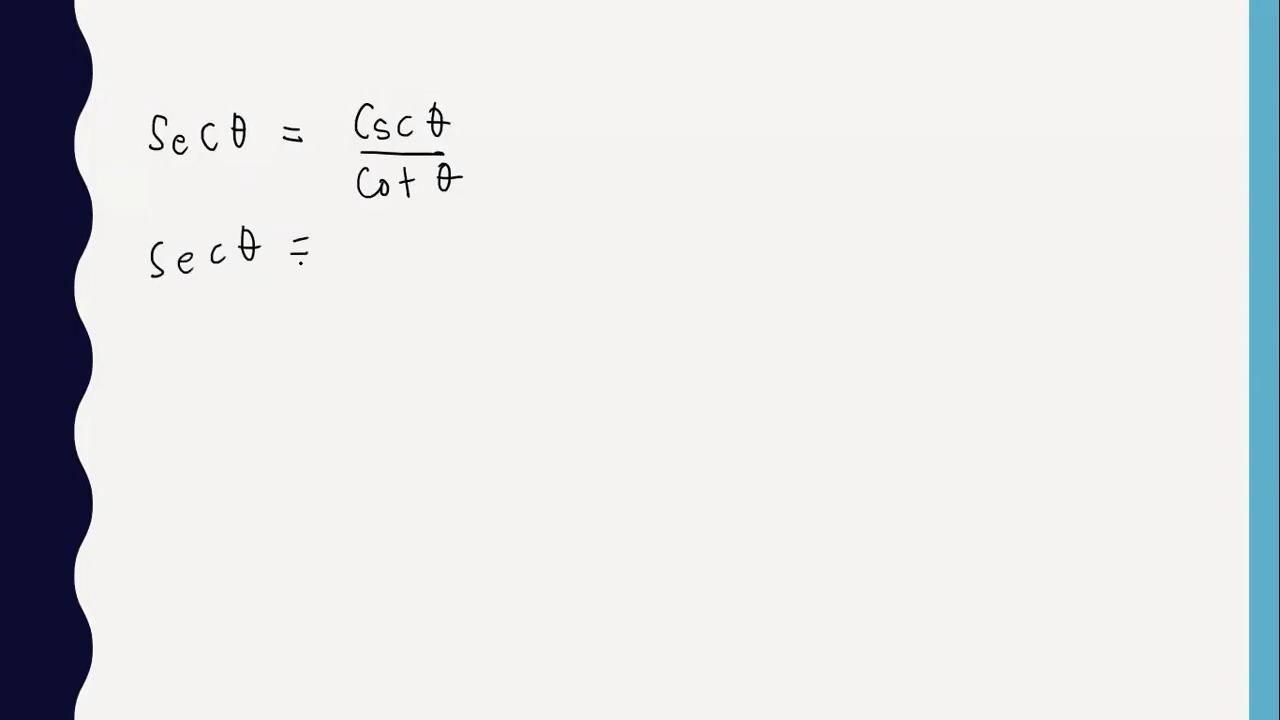 Sec θ = Csc θ / Cot θ
Sec θ =